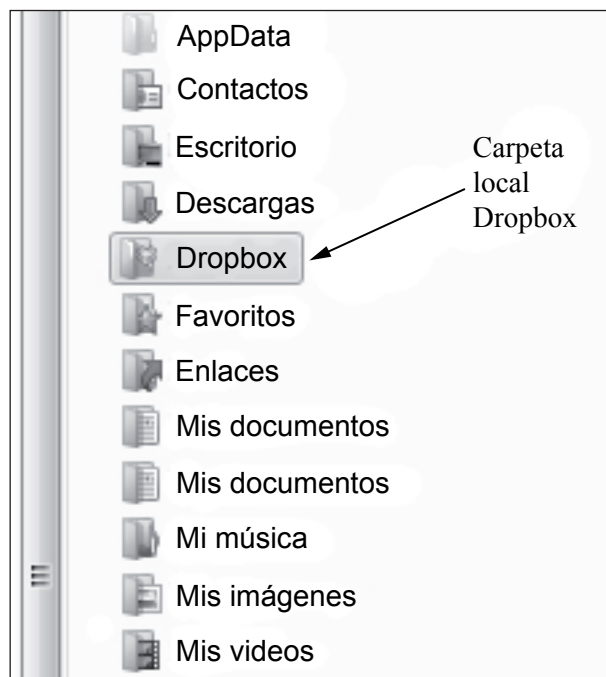 AppData
Contactos
Escritorio
Descargas
Dropbox
Favoritos
Enlaces
Mis documentos
Mis documentos
Mi música
Mis imágenes
Mis videos
Carpeta
local
Dropbox